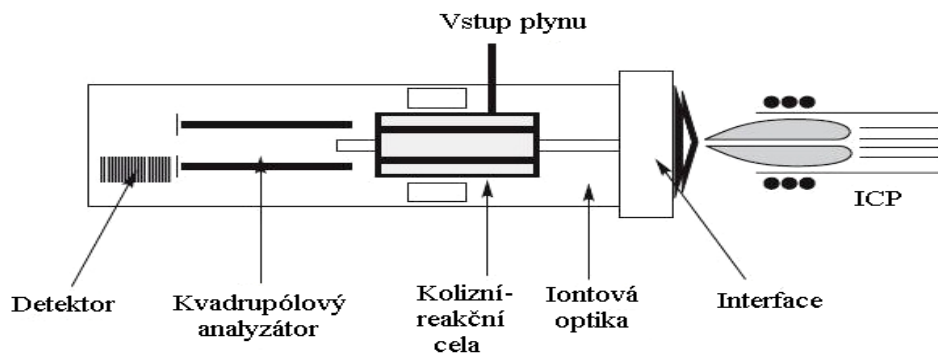 Vstup plynu
ICP
Detektor
Kvadrupólový
analyzátor
Kolizní-
reakční
cela
Iontová
optika
Interface